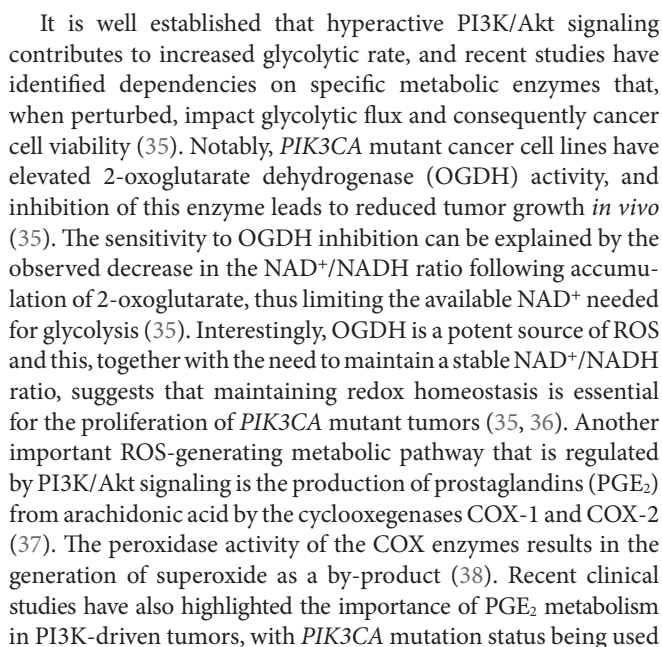 It is well established that hyperactive PI3K/Akt signaling
contributes to increased glycolytic rate, and recent studies have
identified dependencies on specific metabolic enzymes that,
when perturbed, impact glycolytic flux and consequently cancer
cell viability (35). Notably, PIK3CA mutant cancer cell lines have
elevated 2-oxoglutarate dehydrogenase (OGDH) activity, and
inhibition of this enzyme leads to reduced tumor growth in vivo
(35). The sensitivity to OGDH inhibition can be explained by the
observed decrease in the NAD⁺/NADH ratio following accumu-
lation of 2-oxoglutarate, thus limiting the available NAD⁺ needed
for glycolysis (35). Interestingly, OGDH is a potent source of ROS
and this, together with the need to maintain a stable NAD⁺/NADH
ratio, suggests that maintaining redox homeostasis is essential
for the proliferation of PIK3CA mutant tumors (35, 36). Another
important ROS-generating metabolic pathway that is regulated
by PI3K/Akt signaling is the production of prostaglandins (PGE₂)
from arachidonic acid by the cyclooxegenases COX-1 and COX-2
(37). The peroxidase activity of the COX enzymes results in the
generation of superoxide as a by-product (38). Recent clinical
studies have also highlighted the importance of PGE₂ metabolism
in PI3K-driven tumors, with PIK3CA mutation status being used